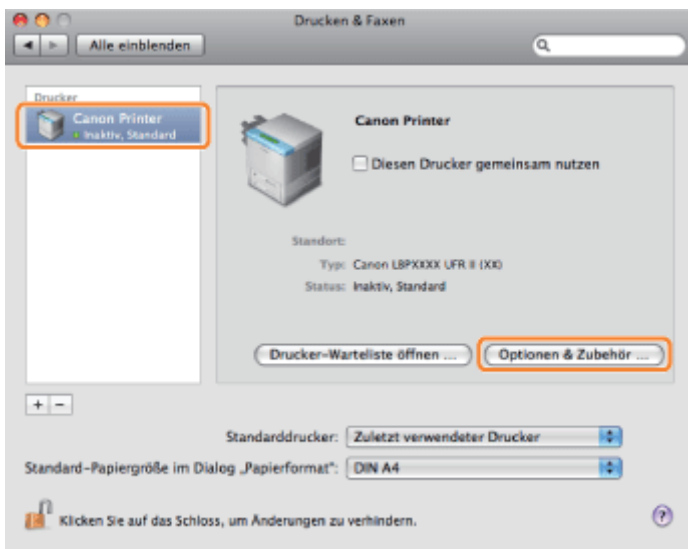 Drucken & Faxen
Alle einblenden
Drucker
Canon Printer
Inaktiv, Standard
Canon Printer
Diesen Drucker gemeinsam nutzen
Standort:
Typ: Canon LBPXXXX UFR II (XX)
Status: Inaktiv, Standard
Drucker-Warteliste öffnen ...
Optionen & Zubehör ...
+ -
Standarddrucker: Zuletzt verwendeter Drucker
Standard-Papiergröße im Dialog „Papierformat“: DIN A4
Klicken Sie auf das Schloss, um Änderungen zu verhindern.
?